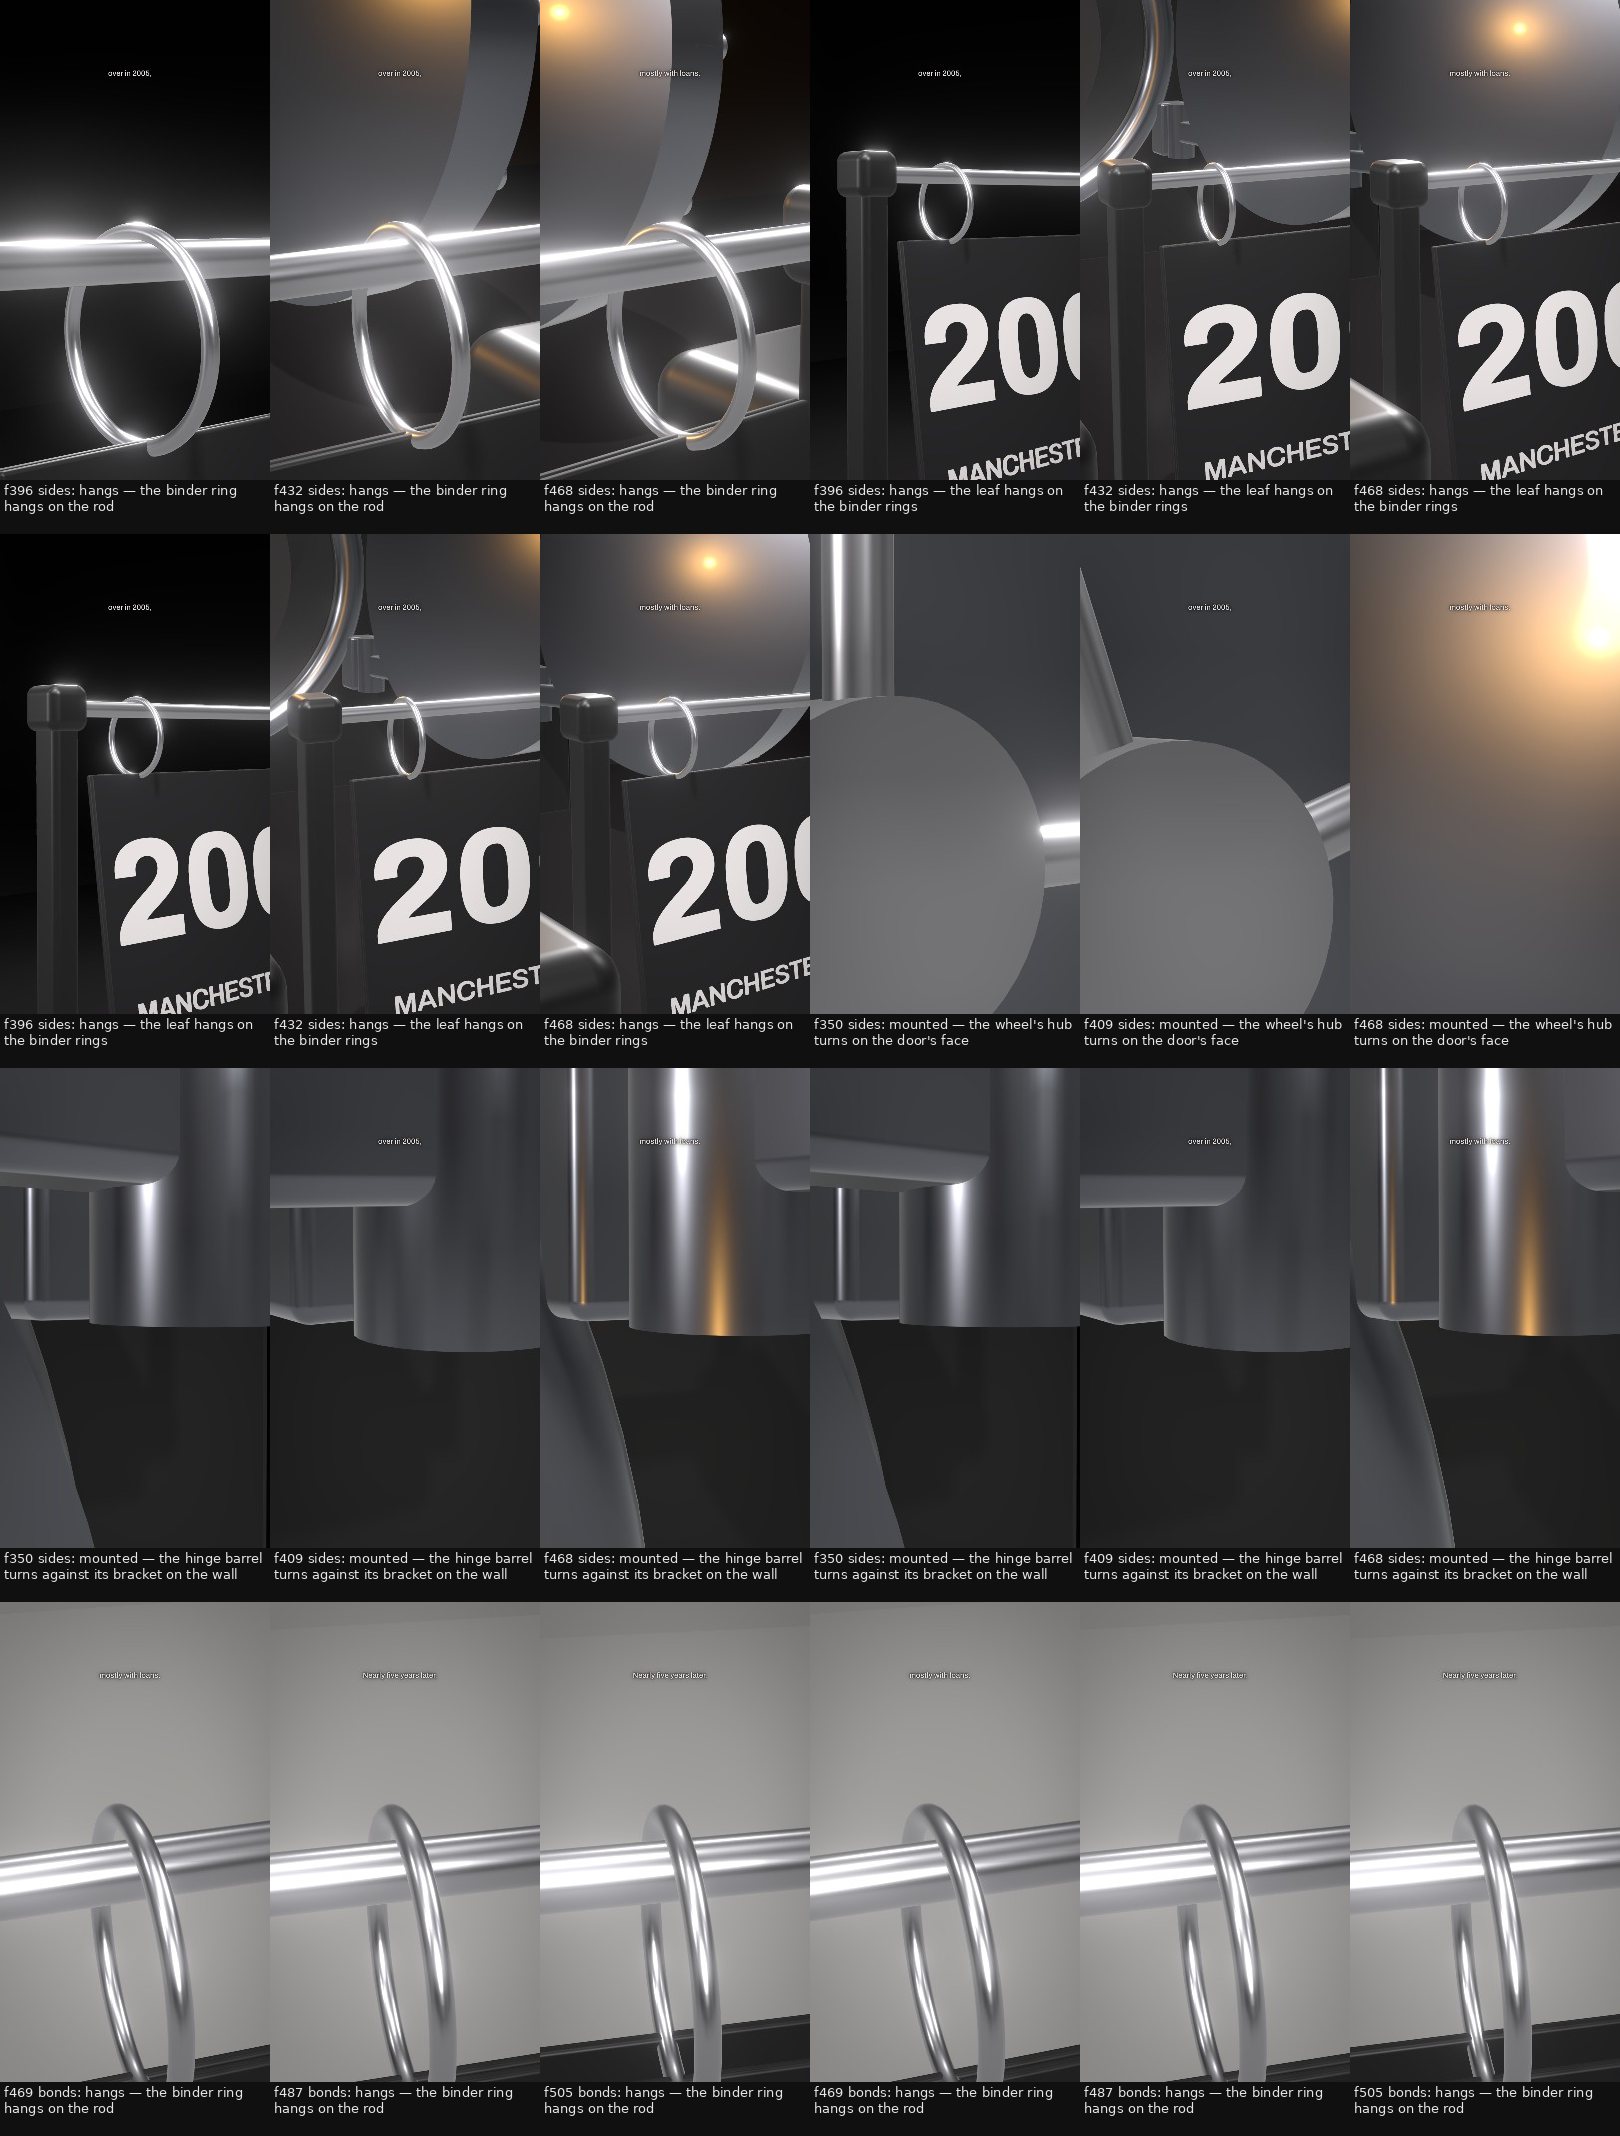 over in 2005,
over in 2005,
mostly with loans.
over in 2005,
over in 2005,
mostly with loans.
200
20
200
MANCHESTE
MANCHEST
MANCHESTE
f396 sides: hangs — the binder ring
hangs on the rod
f432 sides: hangs — the binder ring
hangs on the rod
f468 sides: hangs — the binder ring
hangs on the rod
f396 sides: hangs — the leaf hangs on
the binder rings
f432 sides: hangs — the leaf hangs on
the binder rings
f468 sides: hangs — the leaf hangs on
the binder rings
over in 2005,
over in 2005,
mostly with loans.
over in 2005,
mostly with loans.
200
20
200
MANCHESTE
MANCHEST
MANCHESTE
f396 sides: hangs — the leaf hangs on
the binder rings
f432 sides: hangs — the leaf hangs on
the binder rings
f468 sides: hangs — the leaf hangs on
the binder rings
f350 sides: mounted — the wheel's hub
turns on the door's face
f409 sides: mounted — the wheel's hub
turns on the door's face
f468 sides: mounted — the wheel's hub
turns on the door's face
over in 2005,
mostly with loans.
over in 2005,
mostly with loans.
f350 sides: mounted — the hinge barrel
turns against its bracket on the wall
f409 sides: mounted — the hinge barrel
turns against its bracket on the wall
f468 sides: mounted — the hinge barrel
turns against its bracket on the wall
f350 sides: mounted — the hinge barrel
turns against its bracket on the wall
f409 sides: mounted — the hinge barrel
turns against its bracket on the wall
f468 sides: mounted — the hinge barrel
turns against its bracket on the wall
mostly with loans.
Nearly five years later,
Nearly five years later,
mostly with loans.
Nearly five years later,
Nearly five years later,
f469 bonds: hangs — the binder ring
hangs on the rod
f487 bonds: hangs — the binder ring
hangs on the rod
f505 bonds: hangs — the binder ring
hangs on the rod
f469 bonds: hangs — the binder ring
hangs on the rod
f487 bonds: hangs — the binder ring
hangs on the rod
f505 bonds: hangs — the binder ring
hangs on the rod